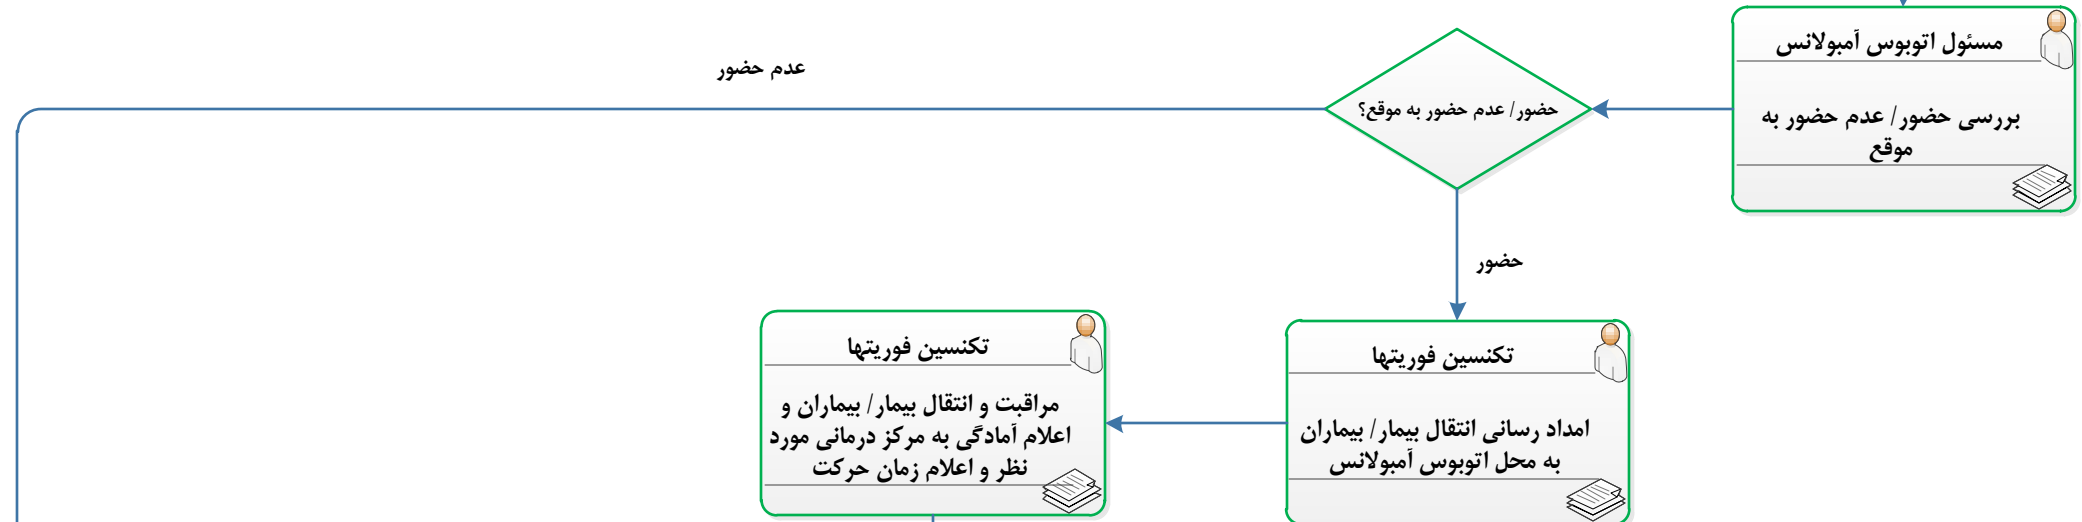 مسئول اتوبوس آمبولانس
بررسی حضور/ عدم حضور به
موقع
حضور/ عدم حضور به موقع؟
عدم حضور
حضور
تکنسین فوریتها
امداد رسانی انتقال بیمار/ بیماران
به محل اتوبوس آمبولانس
تکنسین فوریتها
مراقبت و انتقال بیمار/ بیماران و
اعلام آمادگی به مرکز درمانی مورد
نظر و اعلام زمان حرکت